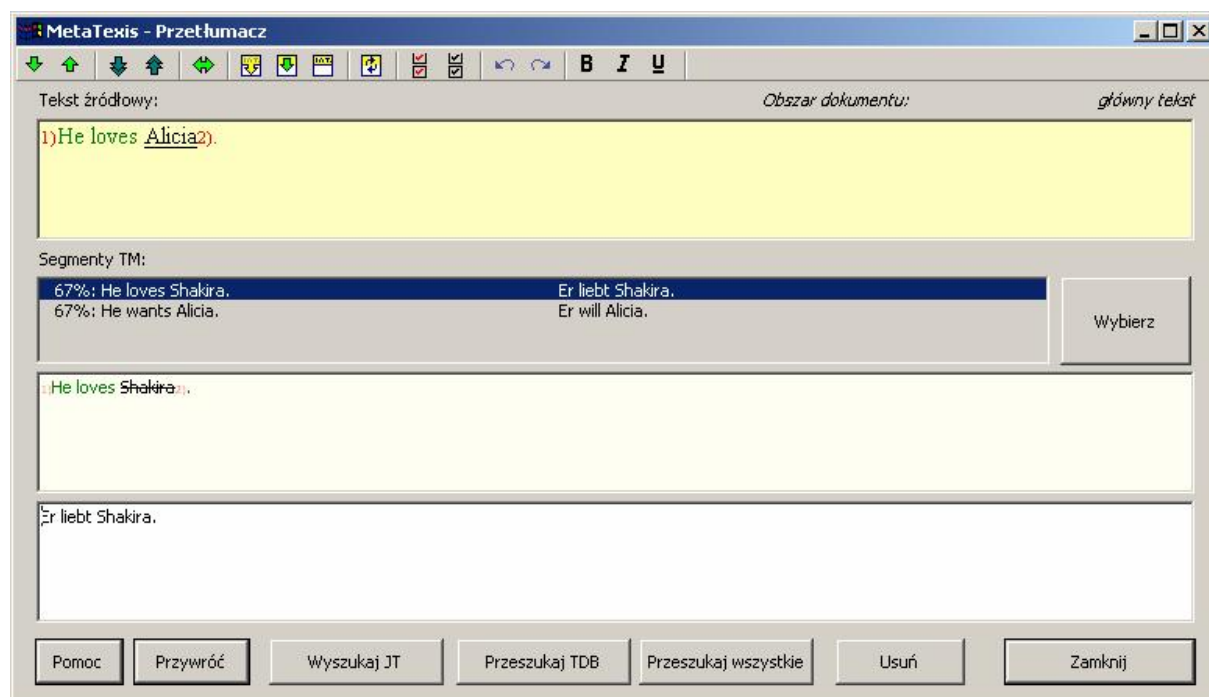 MetaTexis - Przetłumacz
B I U
Tekst źródłowy: Obszar dokumentu: główny tekst
1)He loves Alicia2).
Segmenty TM:
67%: He loves Shakira. Er liebt Shakira.
67%: He wants Alicia. Er will Alicia.
Wybierz
1)He loves Shakira2).
Er liebt Shakira.
Pomoc Przywróć Wyszukaj JT Przeszukaj TDB Przeszukaj wszystkie Usuń Zamknij